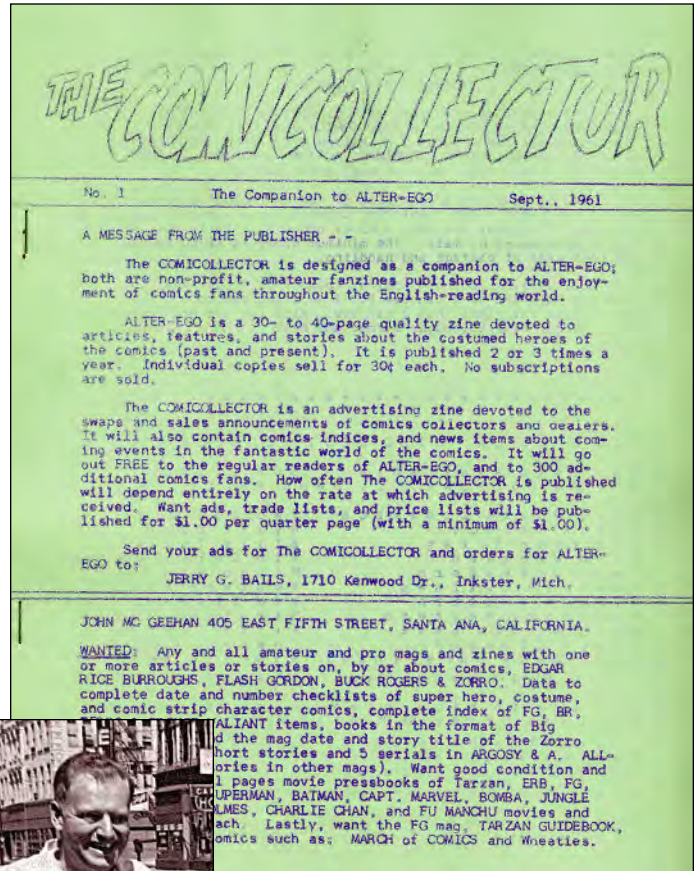 THE COMICOLLECTOR
No. 1 The Companion to ALTER-EGO Sept., 1961
A MESSAGE FROM THE PUBLISHER - -
The COMICOLLECTOR is designed as a companion to ALTER-EGO;
both are non-profit, amateur fanzines published for the enjoy-
ment of comics fans throughout the English-reading world.
ALTER-EGO is a 30- to 40-page quality zine devoted to
articles, features, and stories about the costumed heroes of
the comics (past and present). It is published 2 or 3 times a
year. Individual copies sell for 30¢ each. No subscriptions
are sold.
The COMICOLLECTOR is an advertising zine devoted to the
swaps and sales announcements of comics collectors and dealers.
It will also contain comics indices, and news items about com-
ing events in the fantastic world of the comics. It will go
out FREE to the regular readers of ALTER-EGO, and to 300 ad-
ditional comics fans. How often The COMICOLLECTOR is published
will depend entirely on the rate at which advertising is re-
ceived. Want ads, trade lists, and price lists will be pub-
lished for $1.00 per quarter page (with a minimum of $1.00).
Send your ads for The COMICOLLECTOR and orders for ALTER-
EGO to:
JERRY G. BAILS, 1710 Kenwood Dr., Inkster, Mich.
JOHN MC GEEHAN 405 EAST FIFTH STREET, SANTA ANA, CALIFORNIA.
WANTED: Any and all amateur and pro mags and zines with one
or more articles or stories on, by or about comics, EDGAR
RICE BURROUGHS, FLASH GORDON, BUCK ROGERS & ZORRO. Data to
complete date and number checklists of super hero, costume,
and comic strip character comics, complete index of FG, BR,
ALIANT items, books in the format of Big
d the mag date and story title of the Zorro
hort stories and 5 serials in ARGOSY & A. ALL-
ories in other mags). Want good condition and
l pages movie pressbooks of Tarzan, ERB, FG,
UPERMAN, BATMAN, CAPT. MARVEL, BOMBA, JUNGLE
LMES, CHARLIE CHAN, and FU MANCHU movies and
ach. Lastly, want the FG mag, TARZAN GUIDEBOOK,
omics such as: MARCH of COMICS and Wheaties.